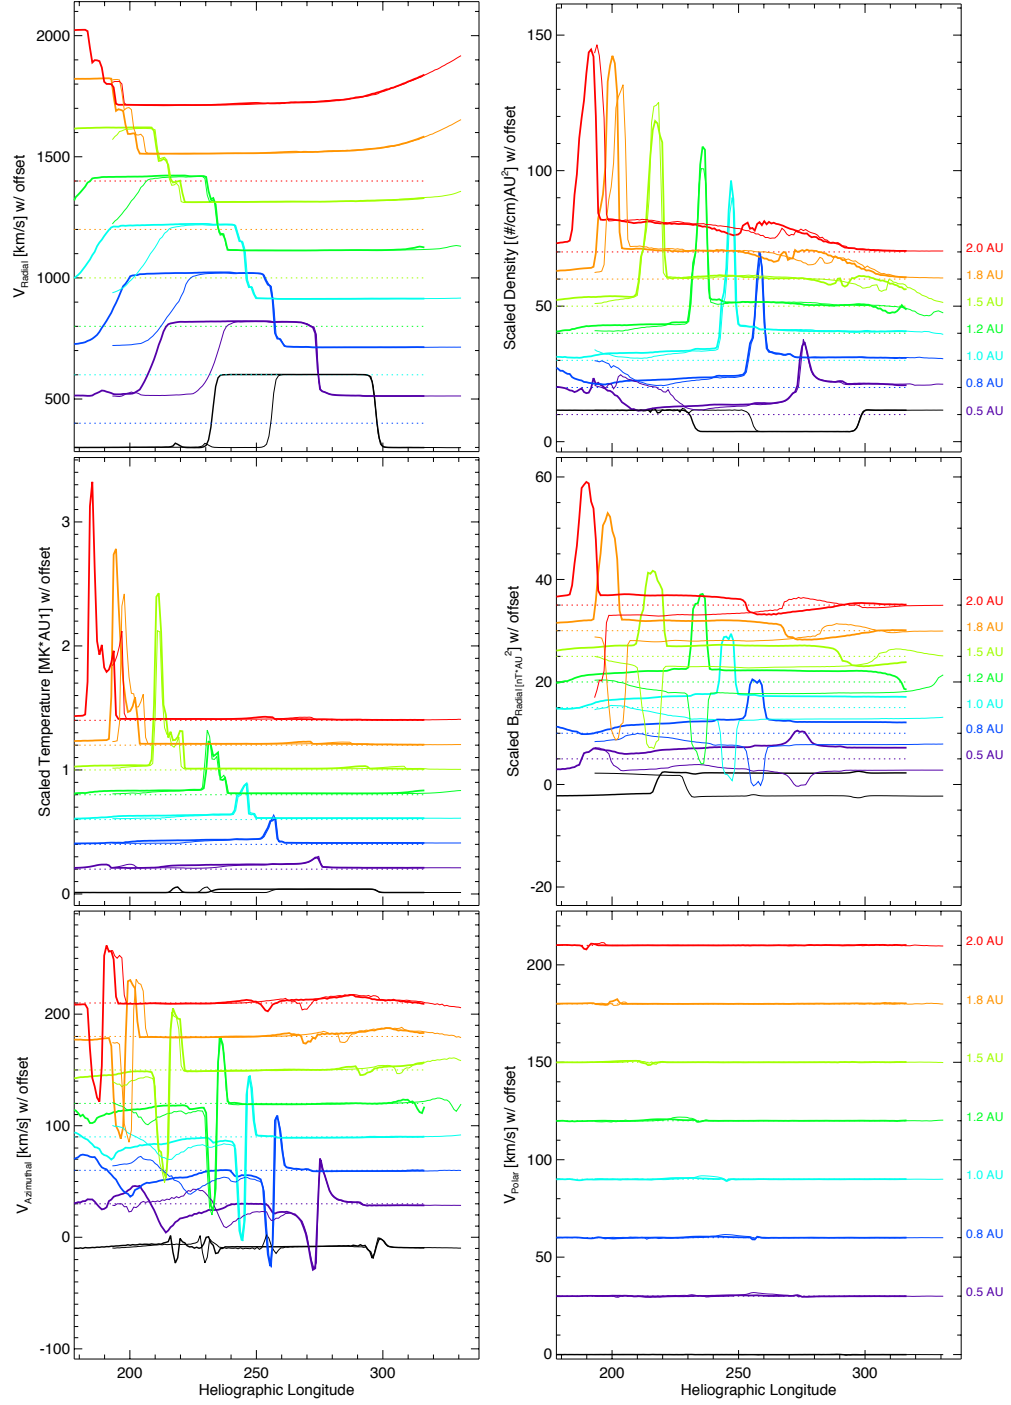 V_Radial [km/s] w/ offset
2000
1500
1000
500
Scaled Density [(#/cm)AU²] w/ offset
150
100
50
0
2.0 AU
1.8 AU
1.5 AU
1.2 AU
1.0 AU
0.8 AU
0.5 AU
Scaled Temperature [MK*AU1] w/ offset
3
2
1
0
Scaled B_Radial [nT*AU²] w/ offset
60
40
20
0
-20
2.0 AU
1.8 AU
1.5 AU
1.2 AU
1.0 AU
0.8 AU
0.5 AU
V_Azimuthal [km/s] w/ offset
200
100
0
-100
200 250 300
Heliographic Longitude
V_Polar [km/s] w/ offset
200
150
100
50
0
2.0 AU
1.8 AU
1.5 AU
1.2 AU
1.0 AU
0.8 AU
0.5 AU
200 250 300
Heliographic Longitude